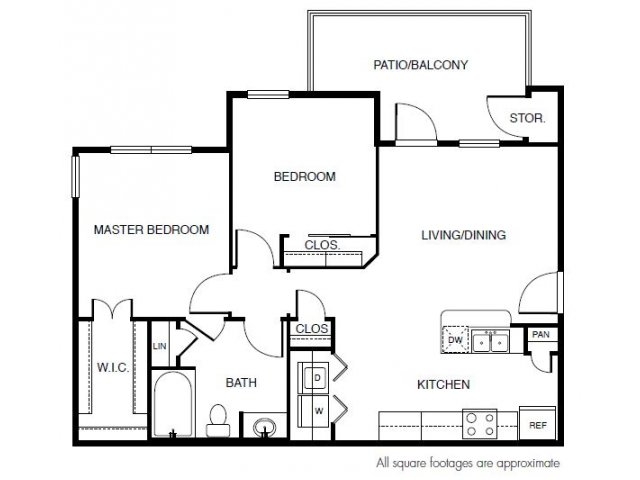 PATIO/BALCONY
STOR.
BEDROOM
MASTER BEDROOM
LIVING/DINING
CLOS.
CLOS
DW
PAN
LIN
W.I.C.
BATH
D
KITCHEN
W
REF
All square footages are approximate